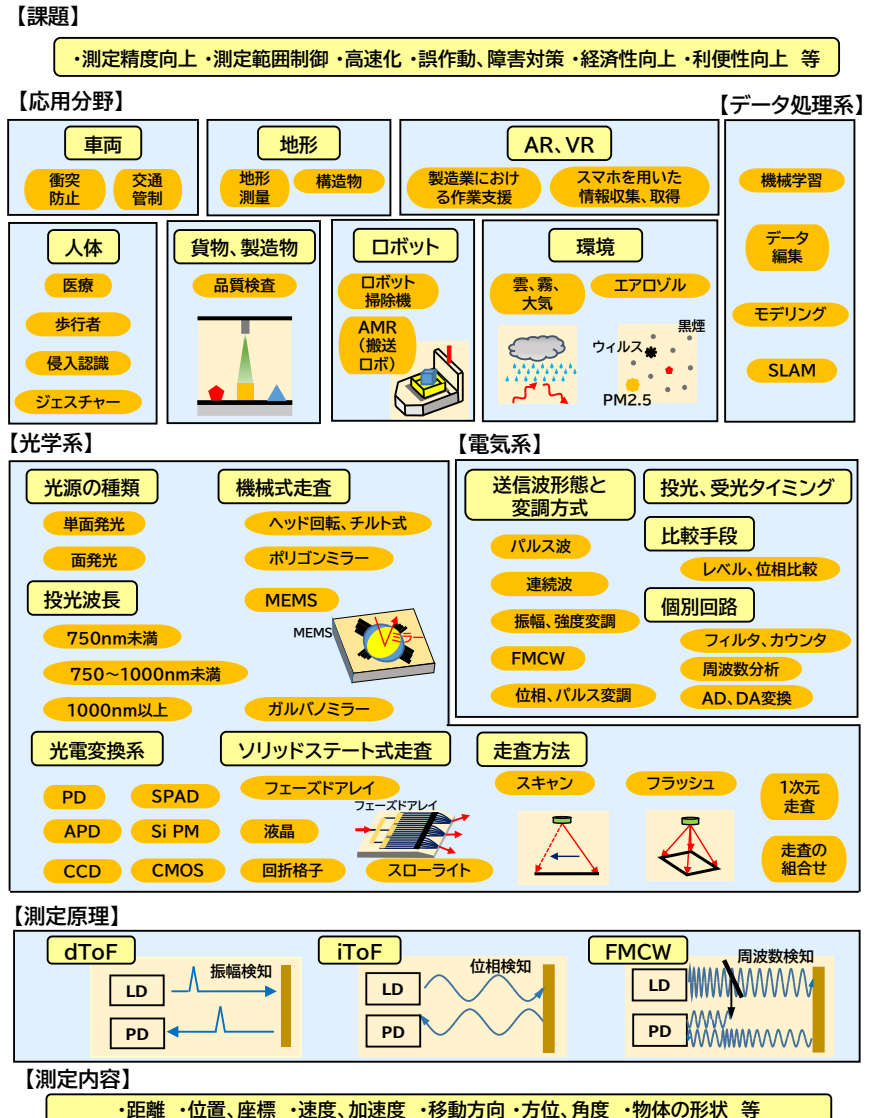 【課題】
・測定精度向上 ・測定範囲制御 ・高速化 ・誤作動、障害対策 ・経済性向上 ・利便性向上 等
【応用分野】
車両
衝突
防止
交通
管制
地形
地形
測量
構造物
AR、VR
製造業におけ
る作業支援
スマホを用いた
情報収集、取得
人体
医療
歩行者
侵入認識
ジェスチャー
貨物、製造物
品質検査
ロボット
ロボット
掃除機
AMR
（搬送
ロボ）
環境
雲、霧、
大気
エアロゾル
黒煙
ウィルス
PM2.5
【データ処理系】
機械学習
データ
編集
モデリング
SLAM
【光学系】
光源の種類
単面発光
面発光
投光波長
750nm未満
750～1000nm未満
1000nm以上
機械式走査
ヘッド回転、チルト式
ポリゴンミラー
MEMS
MEMS
ミラー
ガルバノミラー
光電変換系
PD
SPAD
APD
Si PM
CCD
CMOS
ソリッドステート式走査
フェーズドアレイ
フェーズドアレイ
液晶
回折格子
スローライト
走査方法
スキャン
フラッシュ
1次元
走査
走査の
組合せ
【電気系】
送信波形態と
変調方式
パルス波
連続波
振幅、強度変調
FMCW
位相、パルス変調
投光、受光タイミング
比較手段
レベル、位相比較
個別回路
フィルタ、カウンタ
周波数分析
AD、DA変換
【測定原理】
dToF
振幅検知
LD
PD
iToF
位相検知
LD
PD
FMCW
周波数検知
LD
PD
【測定内容】
・距離 ・位置、座標 ・速度、加速度 ・移動方向 ・方位、角度 ・物体の形状 等